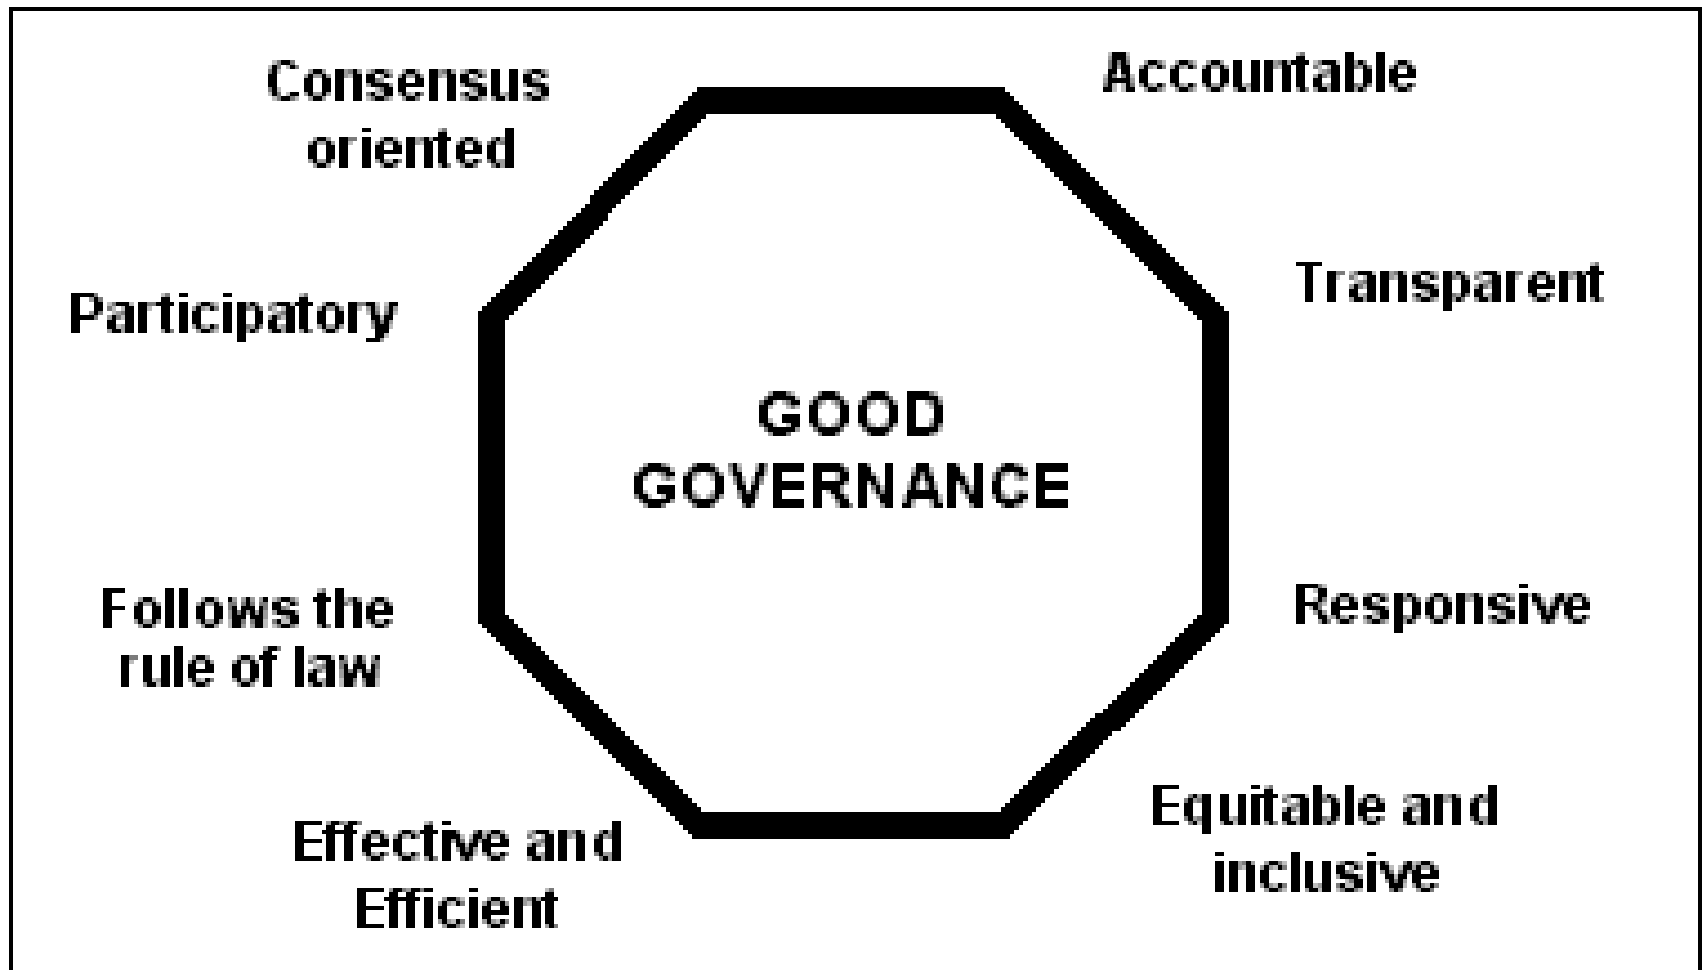 Consensus
oriented
Accountable
Participatory
Transparent
GOOD
GOVERNANCE
Follows the
rule of law
Responsive
Effective and
Efficient
Equitable and
inclusive